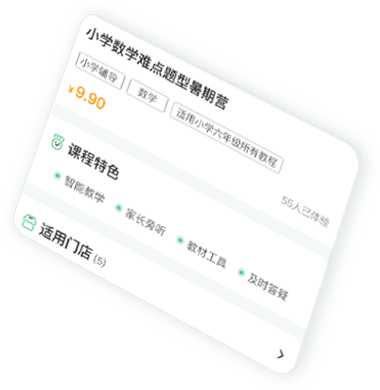 小学数学难点题型暑期营
小学辅导 数学 适用小学六年级所有教程
¥9.90
55人已体验
课程特色
智能教学 家长旁听 教材工具 及时答疑
适用门店(5)